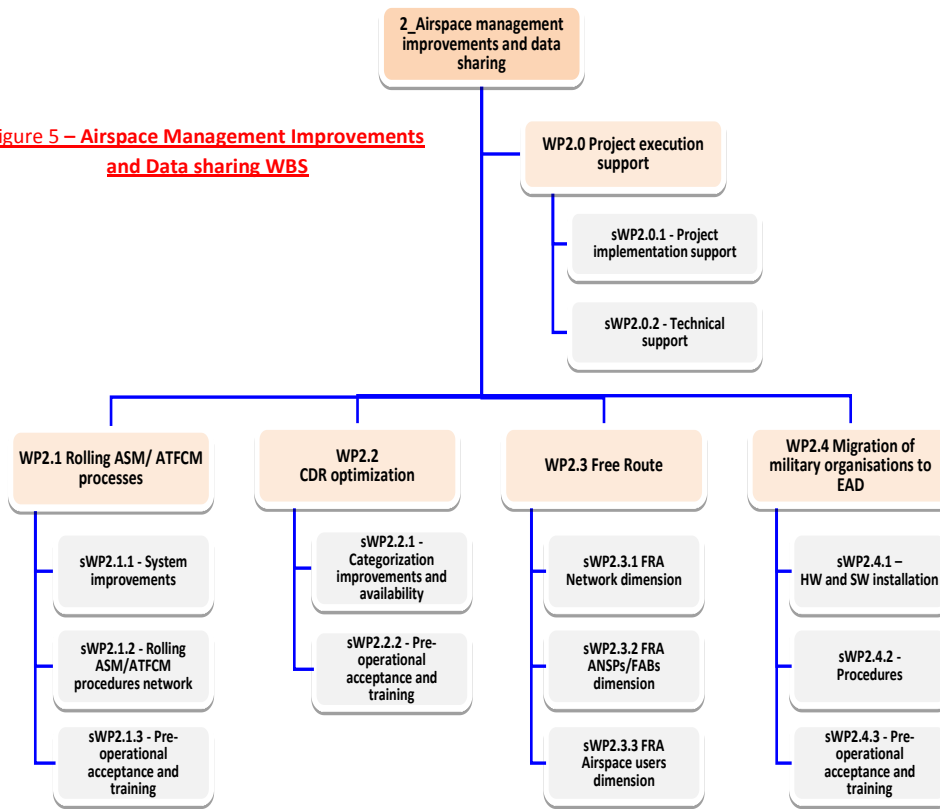 2_Airspace management
improvements and data
sharing
igure 5 – Airspace Management Improvements
and Data sharing WBS
WP2.0 Project execution
support
sWP2.0.1 - Project
implementation support
sWP2.0.2 - Technical
support
WP2.1 Rolling ASM/ ATFCM
processes
sWP2.1.1 - System
improvements
sWP2.1.2 - Rolling
ASM/ATFCM
procedures network
sWP2.1.3 - Pre-
operational
acceptance and
training
WP2.2
CDR optimization
sWP2.2.1 -
Categorization
improvements and
availability
sWP2.2.2 - Pre-
operational
acceptance and
training
WP2.3 Free Route
sWP2.3.1 FRA
Network dimension
sWP2.3.2 FRA
ANSPs/FABs
dimension
sWP2.3.3 FRA
Airspace users
dimension
WP2.4 Migration of
military organisations to
EAD
sWP2.4.1 –
HW and SW installation
sWP2.4.2 -
Procedures
sWP2.4.3 - Pre-
operational
acceptance and
training